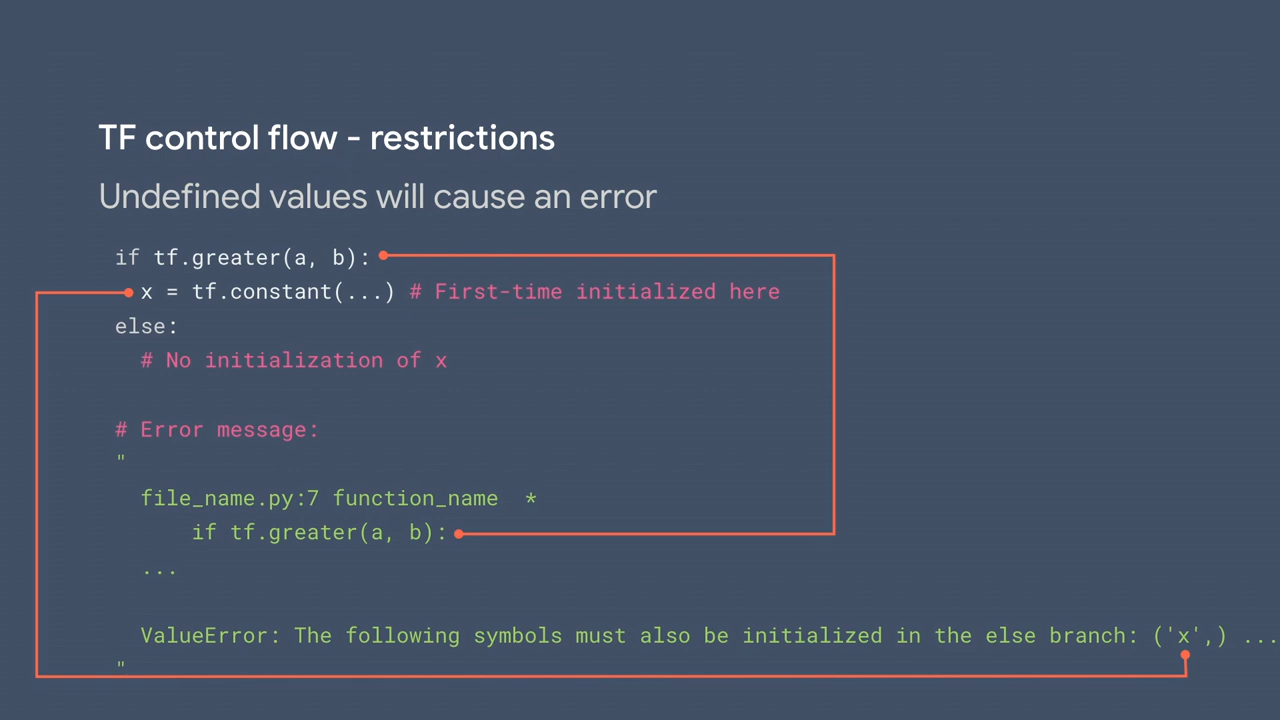 TF control flow - restrictions
Undefined values will cause an error
if tf.greater(a, b):
x = tf.constant(...) # First-time initialized here
else:
# No initialization of x
# Error message:
"
file_name.py:7 function_name *
if tf.greater(a, b):
...
ValueError: The following symbols must also be initialized in the else branch: ('x',) ...
"